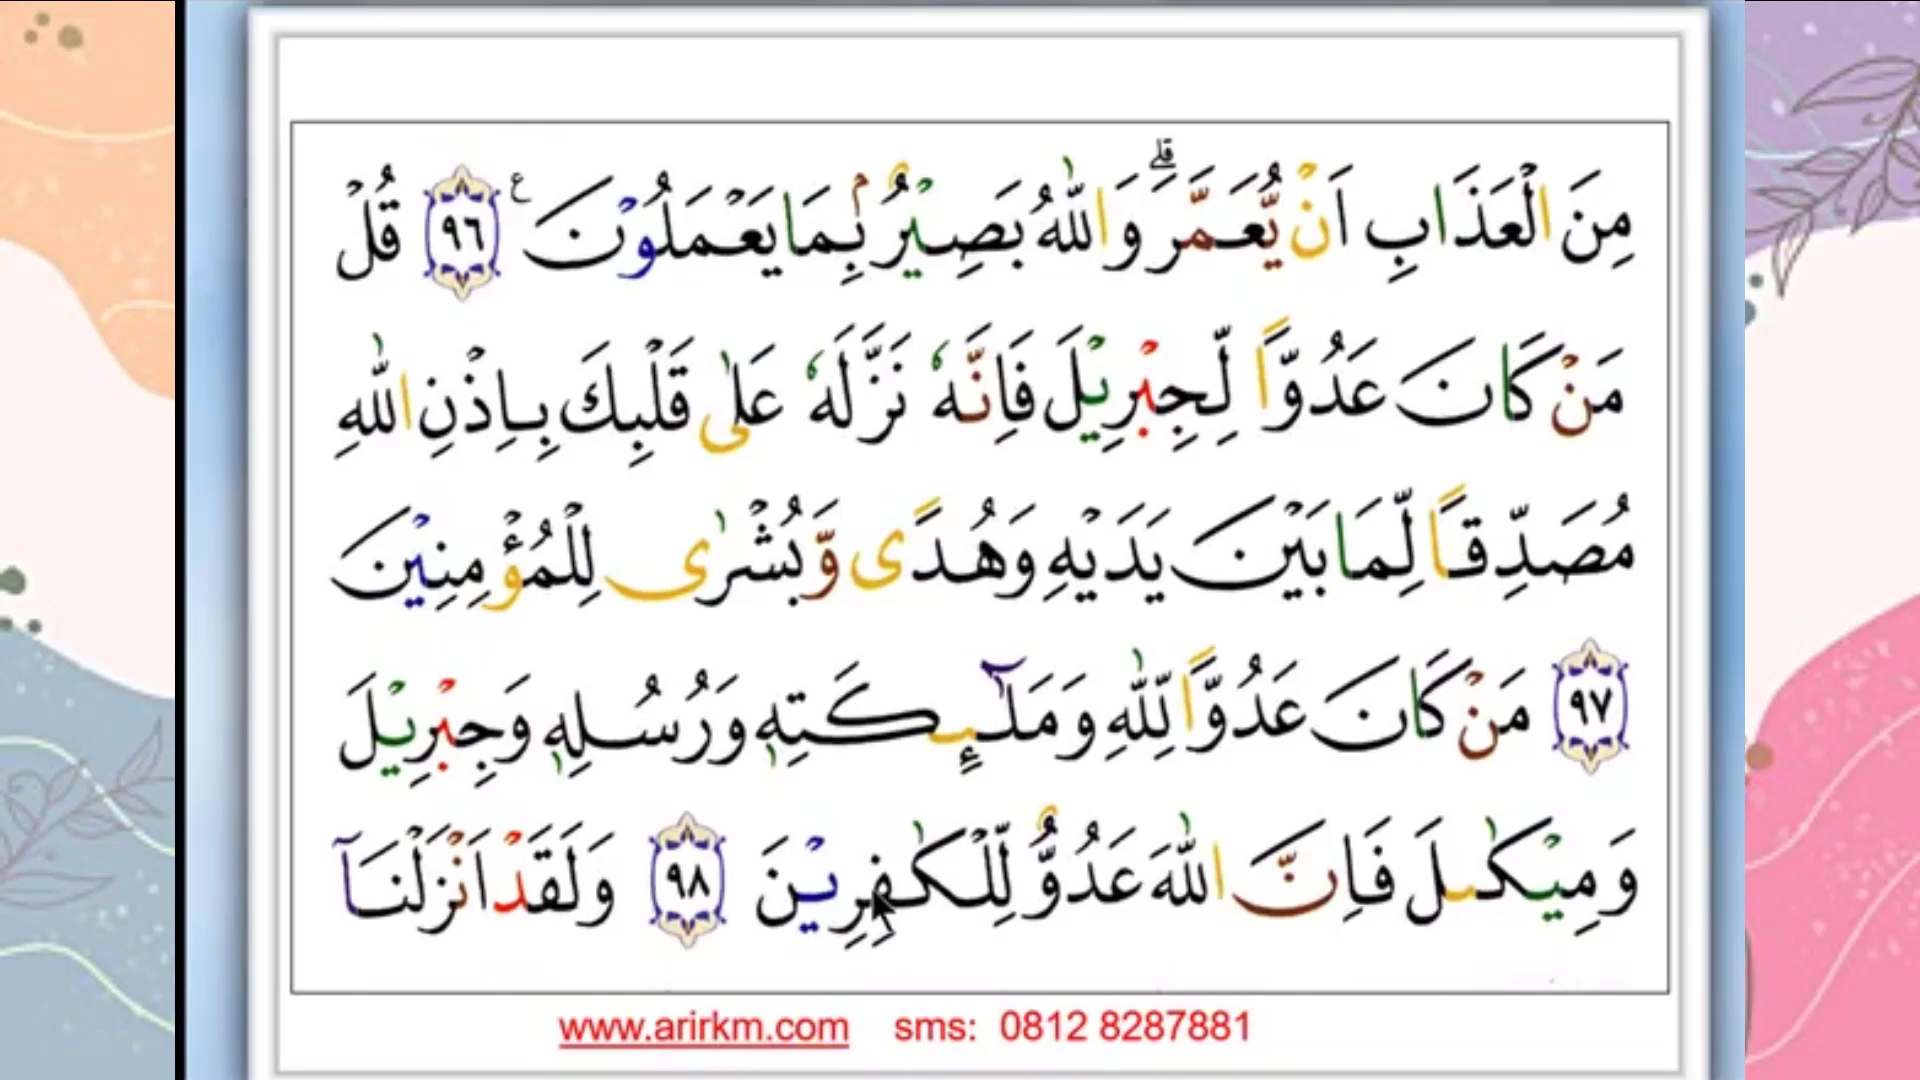 مِنَ الْعَذَابِ اَنْ يُّعَمَّرَۗ وَاللّٰهُ بَصِيْرٌۢ بِمَا يَعْمَلُوْنَ ࣖ ٩٦ قُلْ
مَنْ كَانَ عَدُوًّا لِّجِبْرِيْلَ فَاِنَّهٗ نَزَّلَهٗ عَلٰى قَلْبِكَ بِاِذْنِ اللّٰهِ
مُصَدِّقًا لِّمَا بَيْنَ يَدَيْهِ وَهُدًى وَّبُشْرٰى لِلْمُؤْمِنِيْنَ
٩٧ مَنْ كَانَ عَدُوًّا لِّلّٰهِ وَمَلٰۤىِٕكَتِهٖ وَرُسُلِهٖ وَجِبْرِيْلَ
وَمِيْكٰىلَ فَاِنَّ اللّٰهَ عَدُوٌّ لِّلْكٰفِرِيْنَ ٩٨ وَلَقَدْ اَنْزَلْنَآ
www.arirkm.com sms: 0812 8287881